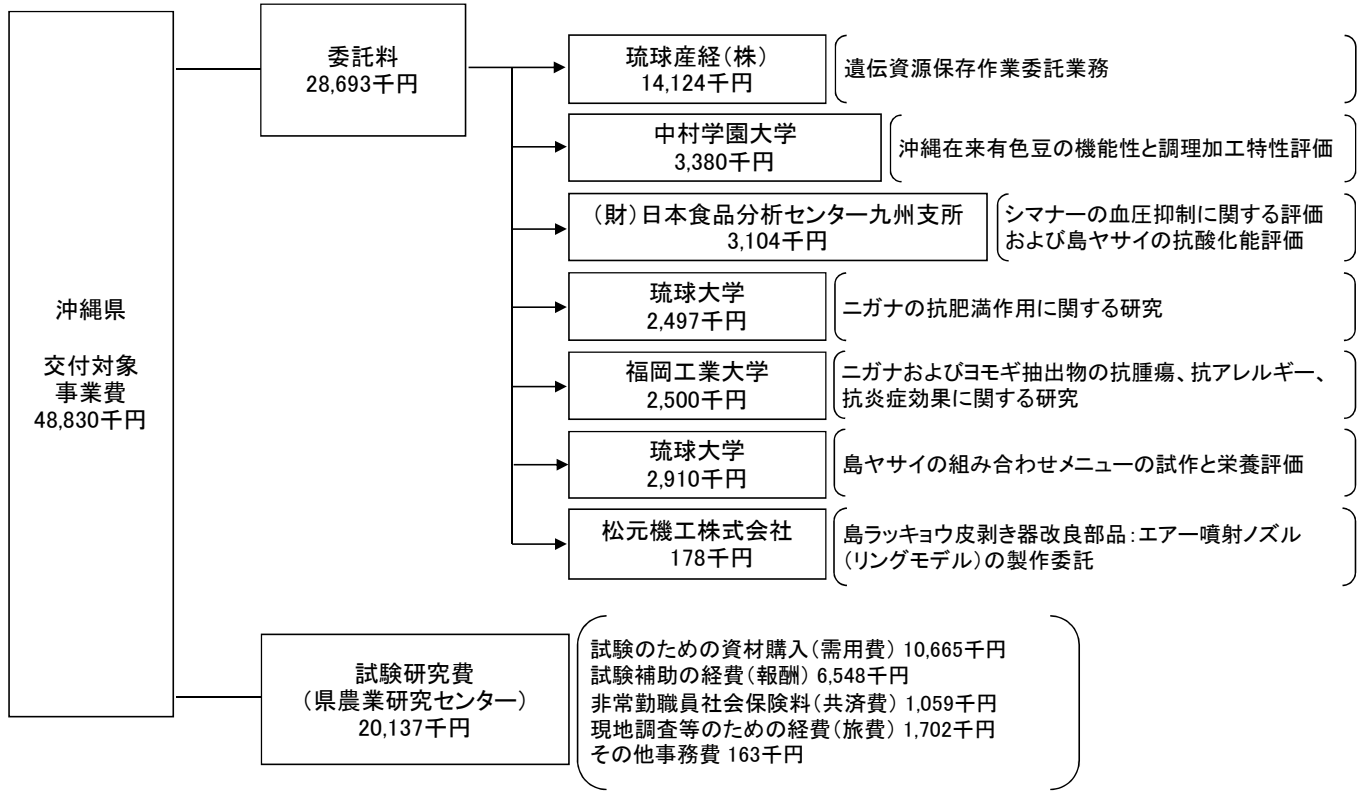 沖縄県
交付対象
事業費
48,830千円
委託料
28,693千円
琉球産経(株)
14,124千円
遺伝資源保存作業委託業務
中村学園大学
3,380千円
沖縄在来有色豆の機能性と調理加工特性評価
(財)日本食品分析センター九州支所
3,104千円
シマナーの血圧抑制に関する評価
および島ヤサイの抗酸化能評価
琉球大学
2,497千円
ニガナの抗肥満作用に関する研究
福岡工業大学
2,500千円
ニガナおよびヨモギ抽出物の抗腫瘍、抗アレルギー、
抗炎症効果に関する研究
琉球大学
2,910千円
島ヤサイの組み合わせメニューの試作と栄養評価
松元機工株式会社
178千円
島ラッキョウ皮剥き器改良部品:エアー噴射ノズル
(リングモデル)の製作委託
試験研究費
(県農業研究センター)
20,137千円
試験のための資材購入(需用費) 10,665千円
試験補助の経費(報酬) 6,548千円
非常勤職員社会保険料(共済費) 1,059千円
現地調査等のための経費(旅費) 1,702千円
その他事務費 163千円